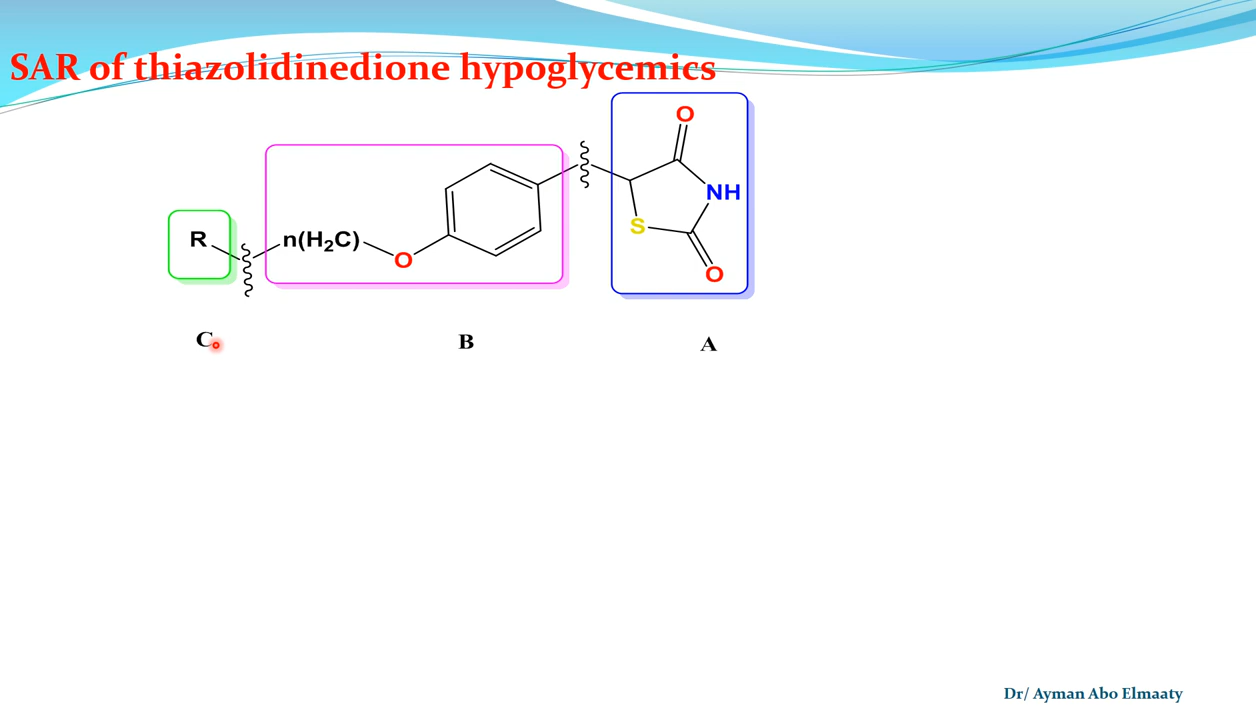 SAR of thiazolidinedione hypoglycemics
O
NH
S
O
R
n(H₂C)
O
C
B
A
Dr/ Ayman Abo Elmaaty